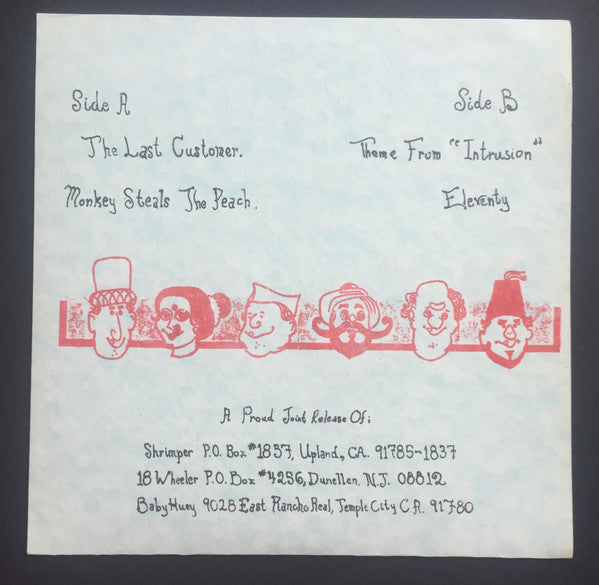 Side A
The Last Customer.
Monkey Steals The Peach.
Side B
Theme From "Intrusion"
Eleventy
A Proud Joint Release Of;
Shrimper P.O. Box #1837, Upland, CA. 91785-1837
18 Wheeler P.O. Box #4256, Dunellen, N.J. 08812
Baby Huey 9028 East Rancho Real, Temple City CA. 91780